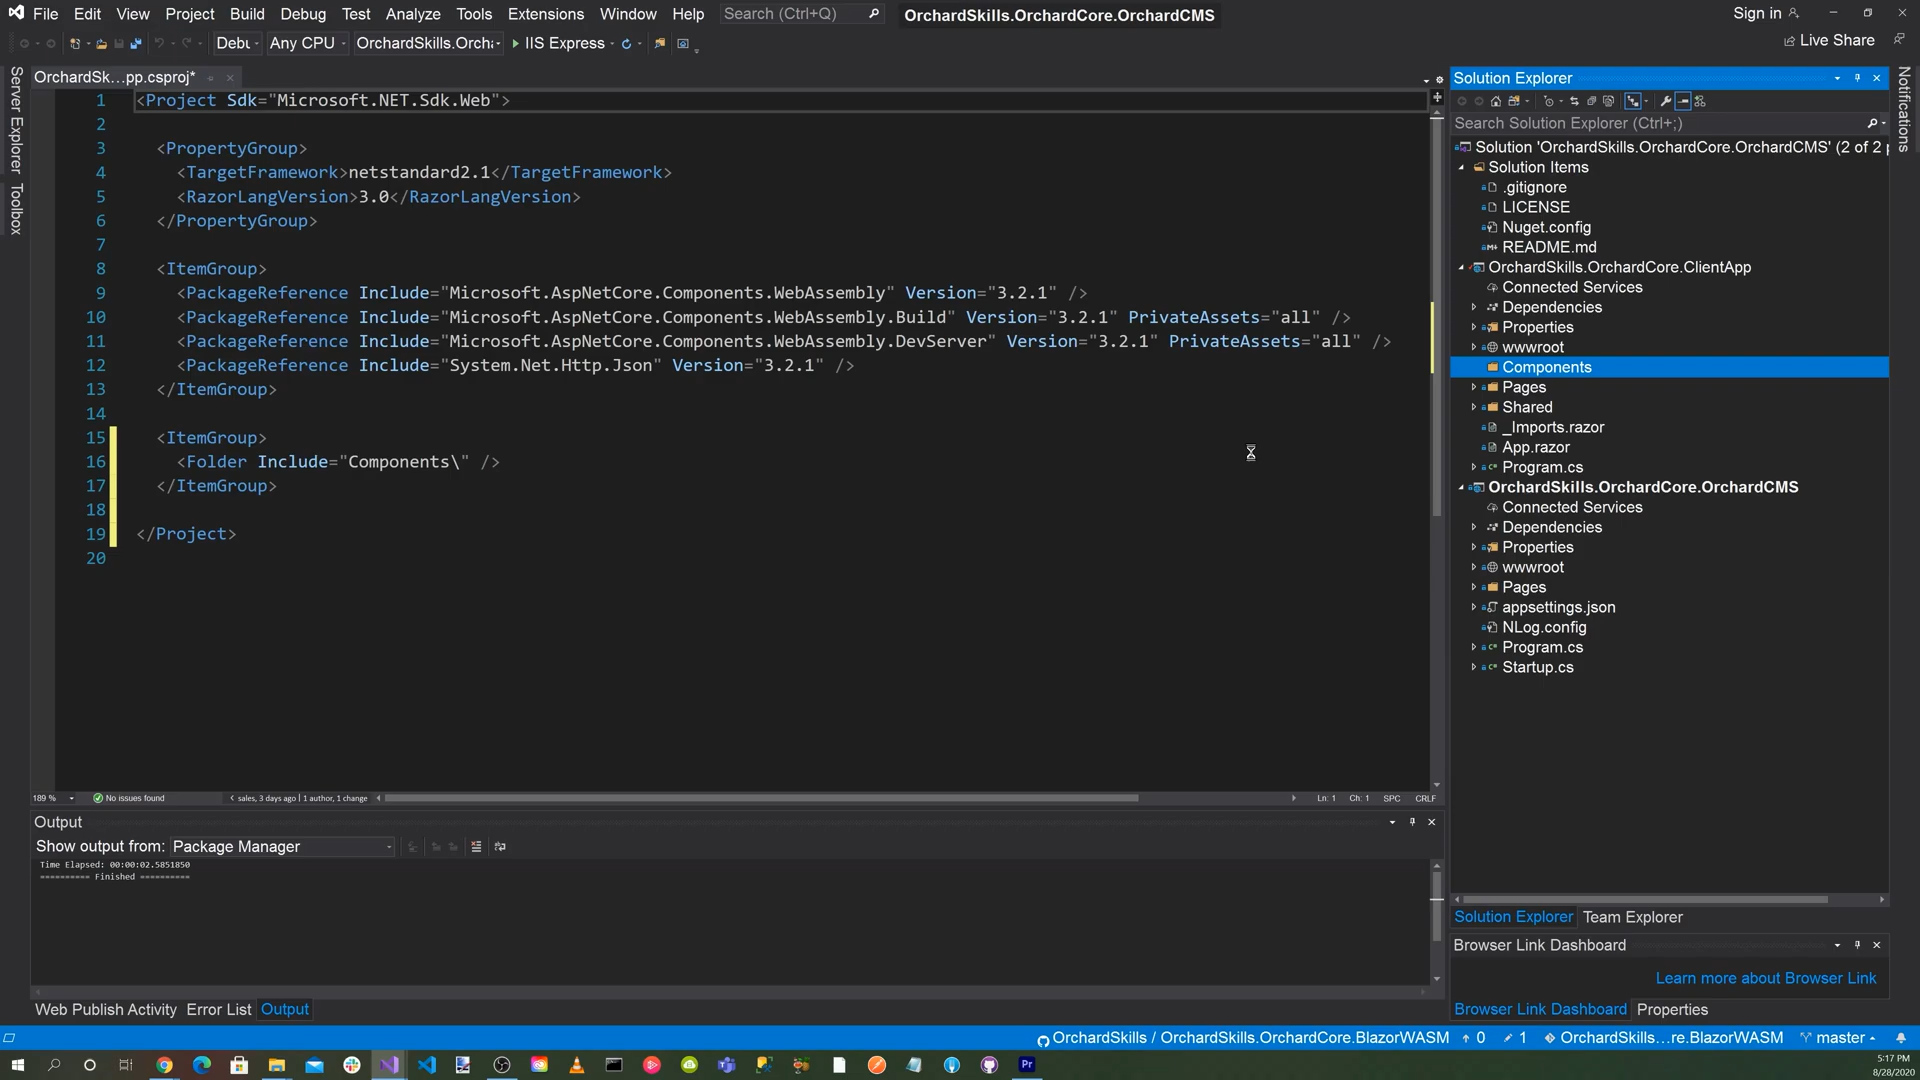 File Edit View Project Build Debug Test Analyze Tools Extensions Window Help Search (Ctrl+Q) OrchardSkills.OrchardCore.OrchardCMS Sign in
Debu Any CPU OrchardSkills.Orcha IIS Express Live Share
Server Explorer
Toolbox
Notifications
OrchardSk...pp.csproj*
1 <Project Sdk="Microsoft.NET.Sdk.Web">
2
3 <PropertyGroup>
4 <TargetFramework>netstandard2.1</TargetFramework>
5 <RazorLangVersion>3.0</RazorLangVersion>
6 </PropertyGroup>
7
8 <ItemGroup>
9 <PackageReference Include="Microsoft.AspNetCore.Components.WebAssembly" Version="3.2.1" />
10 <PackageReference Include="Microsoft.AspNetCore.Components.WebAssembly.Build" Version="3.2.1" PrivateAssets="all" />
11 <PackageReference Include="Microsoft.AspNetCore.Components.WebAssembly.DevServer" Version="3.2.1" PrivateAssets="all" />
12 <PackageReference Include="System.Net.Http.Json" Version="3.2.1" />
13 </ItemGroup>
14
15 <ItemGroup>
16 <Folder Include="Components\" />
17 </ItemGroup>
18
19 </Project>
20
189 % No issues found < sales, 3 days ago | 1 author, 1 change Ln: 1 Ch: 1 SPC CRLF
Output
Show output from: Package Manager
Time Elapsed: 00:00:02.5851850
========== Finished ==========
Web Publish Activity Error List Output
Solution Explorer
Search Solution Explorer (Ctrl+;)
Solution 'OrchardSkills.OrchardCore.OrchardCMS' (2 of 2 p
Solution Items
.gitignore
LICENSE
Nuget.config
README.md
OrchardSkills.OrchardCore.ClientApp
Connected Services
Dependencies
Properties
wwwroot
Components
Pages
Shared
_Imports.razor
App.razor
Program.cs
OrchardSkills.OrchardCore.OrchardCMS
Connected Services
Dependencies
Properties
wwwroot
Pages
appsettings.json
NLog.config
Program.cs
Startup.cs
Solution Explorer Team Explorer
Browser Link Dashboard
Learn more about Browser Link
Browser Link Dashboard Properties
OrchardSkills / OrchardSkills.OrchardCore.BlazorWASM 0 1 OrchardSkills...re.BlazorWASM master
Pr
5:17 PM
8/28/2020